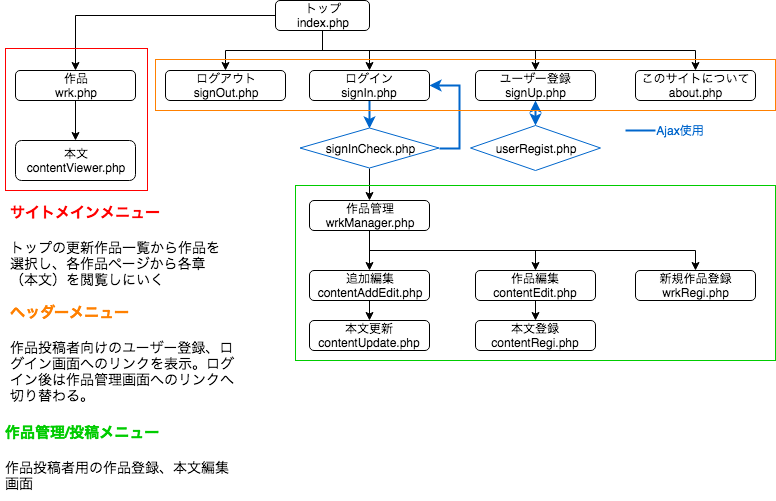 トップ
index.php
作品
wrk.php
ログアウト
signOut.php
ログイン
signIn.php
ユーザー登録
signUp.php
このサイトについて
about.php
本文
contentViewer.php
signInCheck.php
userRegist.php
Ajax使用
サイトメインメニュー
トップの更新作品一覧から作品を
選択し、各作品ページから各章
（本文）を閲覧しにいく
ヘッダーメニュー
作品投稿者向けのユーザー登録、ロ
グイン画面へのリンクを表示。ログ
イン後は作品管理画面へのリンクへ
切り替わる。
作品管理/投稿メニュー
作品投稿者用の作品登録、本文編集
画面
作品管理
wrkManager.php
追加編集
contentAddEdit.php
作品編集
contentEdit.php
新規作品登録
wrkRegi.php
本文更新
contentUpdate.php
本文登録
contentRegi.php